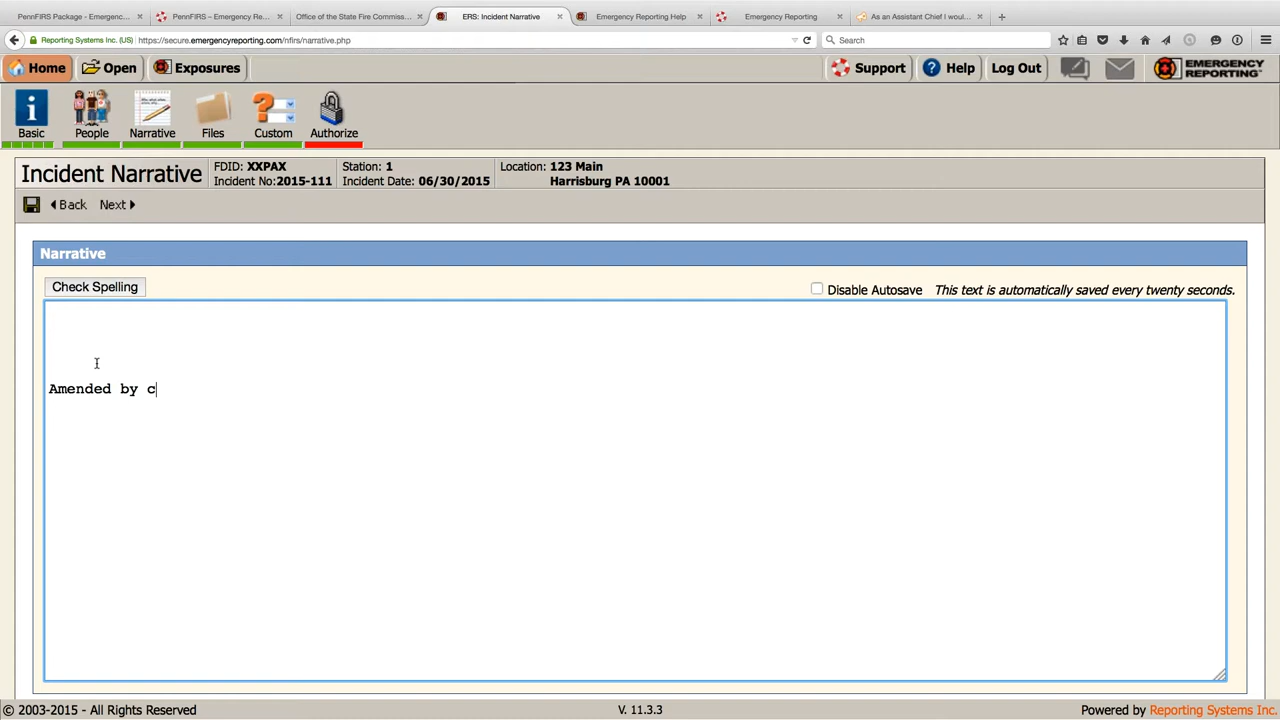 PennFIRS Package - Emergenc...
PennFIRS – Emergency Re...
Office of the State Fire Commiss...
ERS: Incident Narrative
Emergency Reporting Help
Emergency Reporting
As an Assistant Chief I woul...
Reporting Systems Inc. (US)
https://secure.emergencyreporting.com/nfirs/narrative.php
Search
Home
Open
Exposures
Support
Help
Log Out
EMERGENCY
REPORTING
Basic
People
Narrative
Files
Custom
Authorize
Incident Narrative
FDID: XXPAX
Incident No:2015-111
Station: 1
Incident Date: 06/30/2015
Location: 123 Main
Harrisburg PA 10001
Back
Next
Narrative
Check Spelling
Disable Autosave
This text is automatically saved every twenty seconds.
Amended by c
© 2003-2015 - All Rights Reserved
V. 11.3.3
Powered by Reporting Systems Inc.